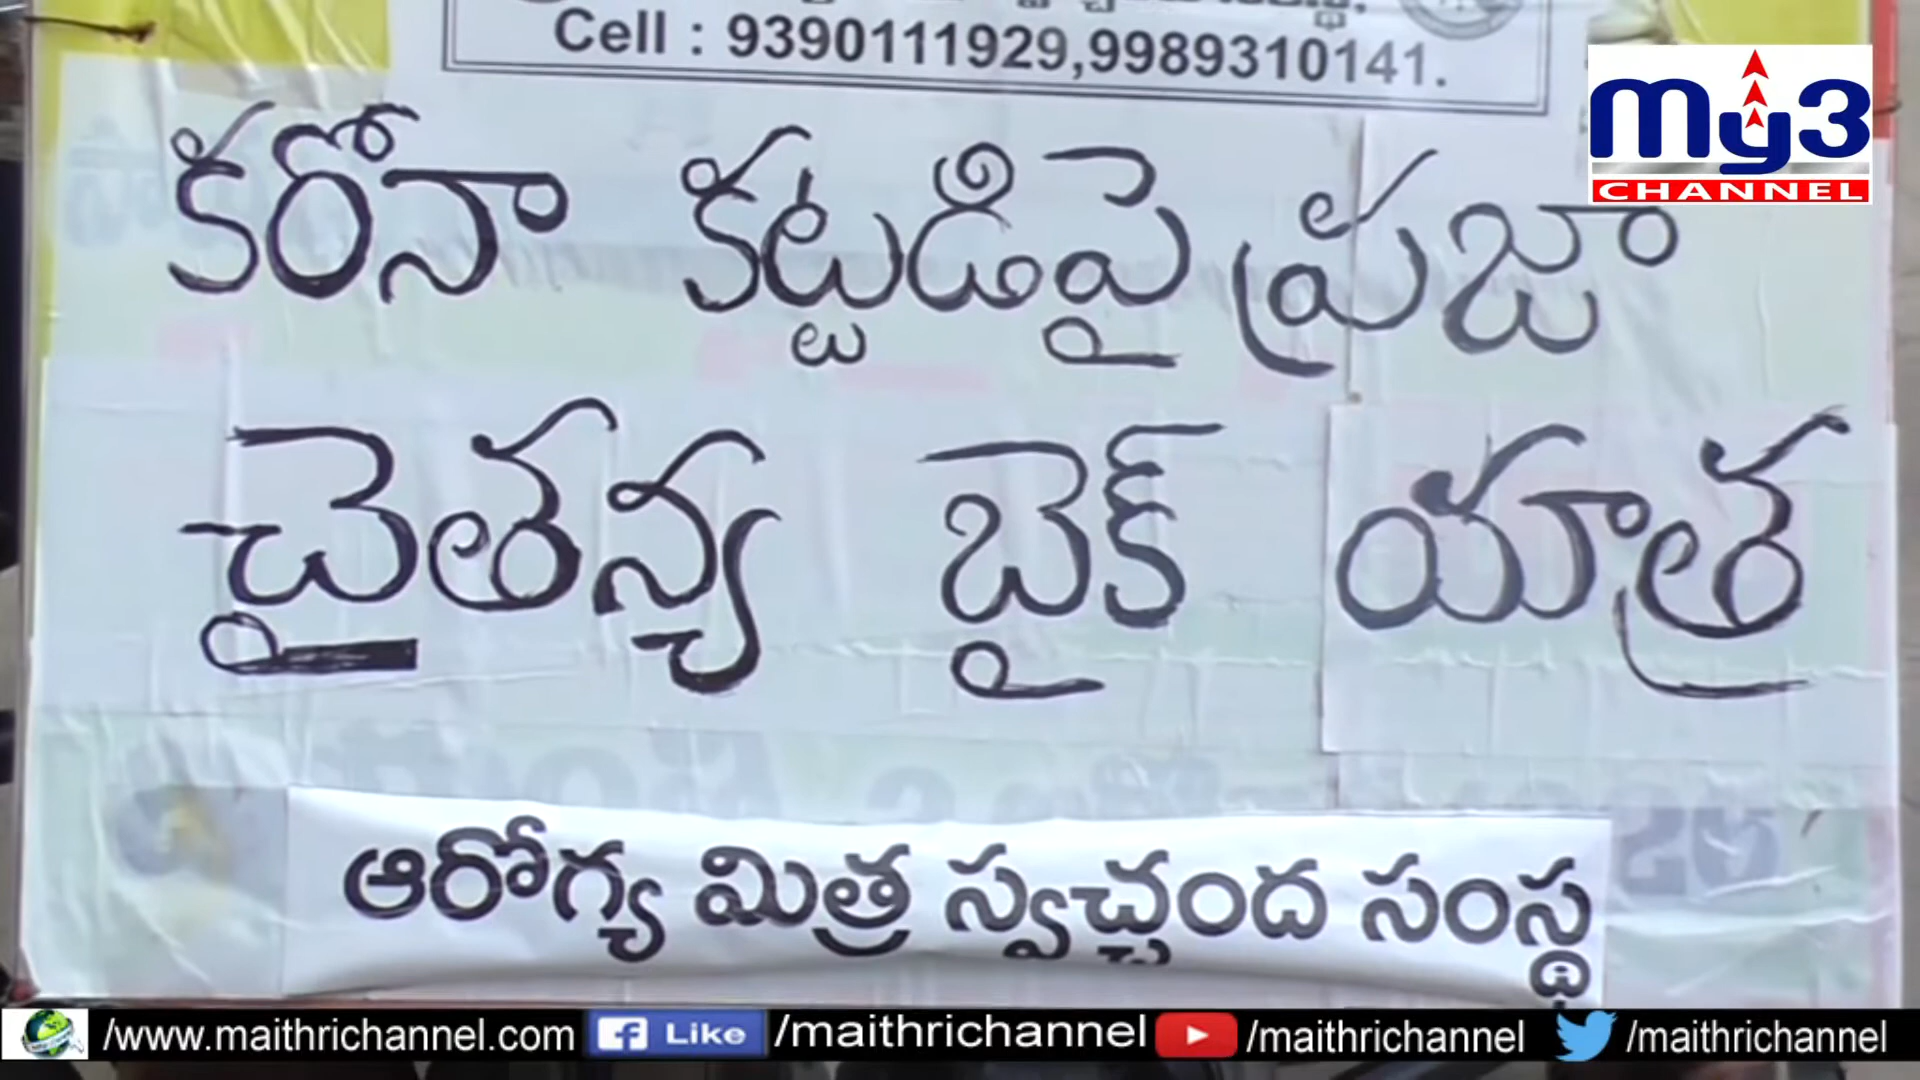 Cell : 9390111929,9989310141.
my3
CHANNEL
కరోనా కట్టడిపై ప్రజా
చైతన్య బైక్ యాత్ర
ఆరోగ్య మిత్ర స్వచ్ఛంద సంస్థ
/www.maithrichannel.com Like /maithrichannel /maithrichannel /maithrichannel